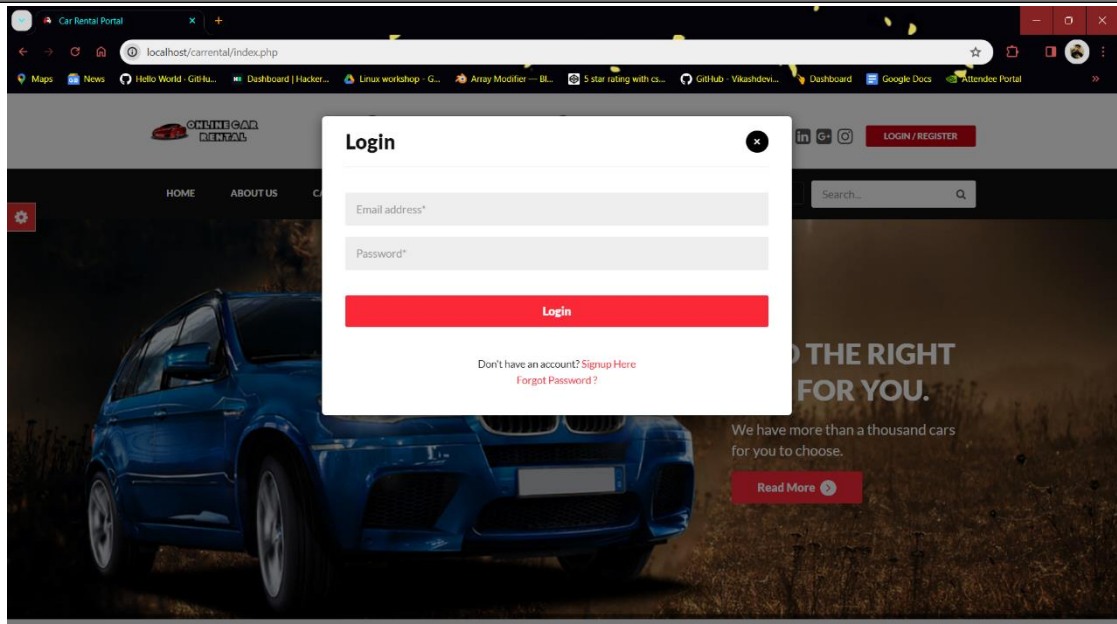 Car Rental Portal
localhost/carrental/index.php
Maps News Hello World · GitHu... Dashboard | Hacker... Linux workshop - G... Array Modifier — Bl... 5 star rating with cs... GitHub - Vikashdevi... Dashboard Google Docs Attendee Portal
ONLINE CAR
RENTAL
LOGIN / REGISTER
Login
HOME ABOUT US
Search...
Email address*
Password*
Login
Don't have an account? Signup Here
Forgot Password ?
THE RIGHT
FOR YOU.
We have more than a thousand cars
for you to choose.
Read More